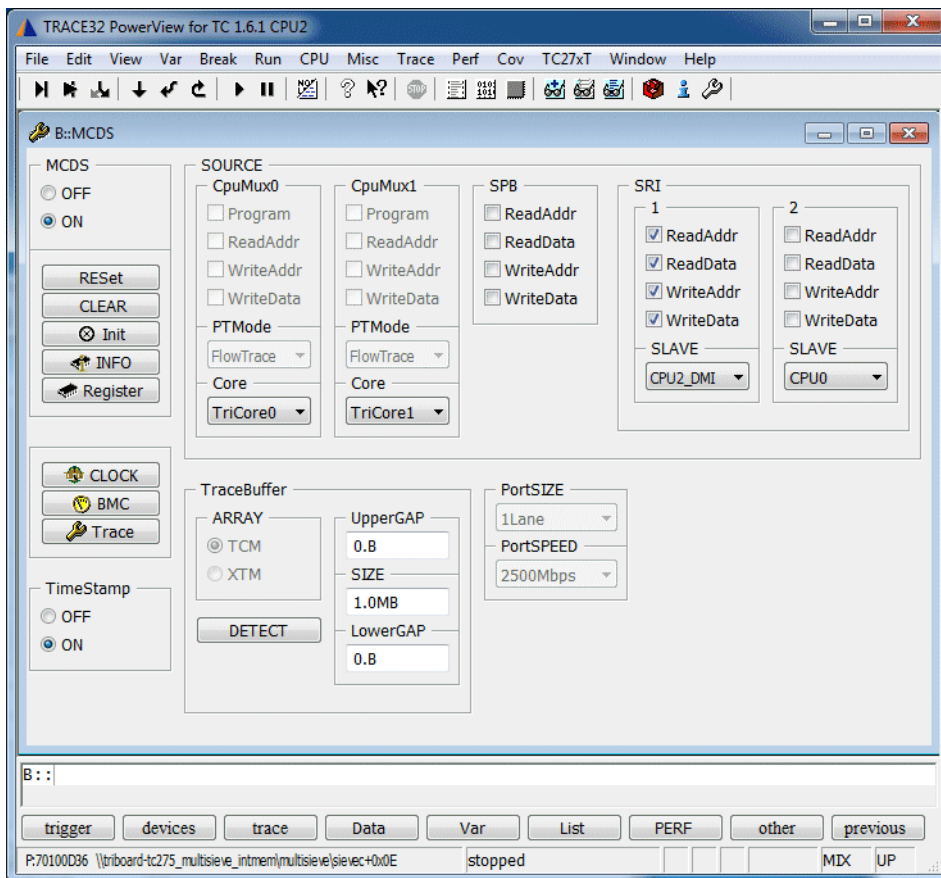 TRACE32 PowerView for TC 1.6.1 CPU2
File Edit View Var Break Run CPU Misc Trace Perf Cov TC27xT Window Help
STOP
B::MCDS
MCDS
OFF
ON
RESet
CLEAR
Init
INFO
Register
CLOCK
BMC
Trace
TimeStamp
OFF
ON
SOURCE
CpuMux0
Program
ReadAddr
WriteAddr
WriteData
PTMode
FlowTrace
Core
TriCore0
CpuMux1
Program
ReadAddr
WriteAddr
WriteData
PTMode
FlowTrace
Core
TriCore1
SPB
ReadAddr
ReadData
WriteAddr
WriteData
SRI
1
ReadAddr
ReadData
WriteAddr
WriteData
SLAVE
CPU2_DMI
2
ReadAddr
ReadData
WriteAddr
WriteData
SLAVE
CPU0
TraceBuffer
ARRAY
TCM
XTM
DETECT
UpperGAP
0.B
SIZE
1.0MB
LowerGAP
0.B
PortSIZE
1Lane
PortSPEED
2500Mbps
B::
trigger devices trace Data Var List PERF other previous
P:70100D36 \\triboard-tc275_multisieve_intmem\multisieve\sievec+0x0E stopped MIX UP